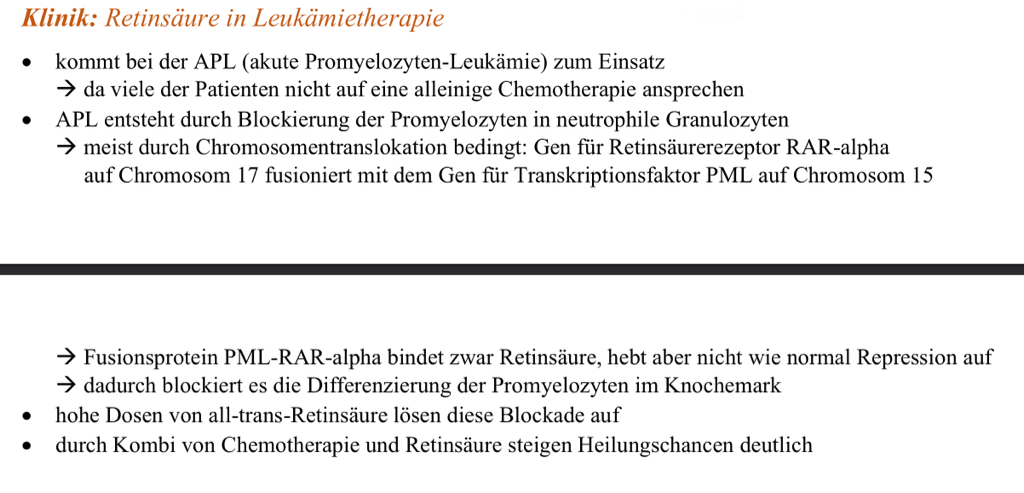 Klinik: Retinsäure in Leukämietherapie
• kommt bei der APL (akute Promyelozyten-Leukämie) zum Einsatz
→ da viele der Patienten nicht auf eine alleinige Chemotherapie ansprechen
• APL entsteht durch Blockierung der Promyelozyten in neutrophile Granulozyten
→ meist durch Chromosomentranslokation bedingt: Gen für Retinsäurerezeptor RAR-alpha
auf Chromosom 17 fusioniert mit dem Gen für Transkriptionsfaktor PML auf Chromosom 15
→ Fusionsprotein PML-RAR-alpha bindet zwar Retinsäure, hebt aber nicht wie normal Repression auf
→ dadurch blockiert es die Differenzierung der Promyelozyten im Knochemark
• hohe Dosen von all-trans-Retinsäure lösen diese Blockade auf
• durch Kombi von Chemotherapie und Retinsäure steigen Heilungschancen deutlich